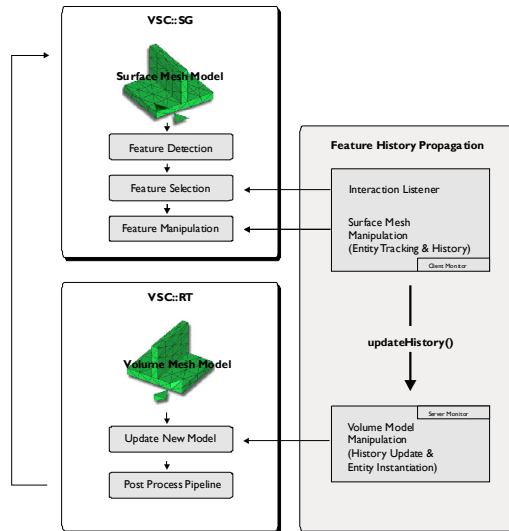 VSC::SG
Surface Mesh Model
Feature Detection
Feature Selection
Feature Manipulation
Feature History Propagation
Interaction Listener
Surface Mesh
Manipulation
(Entity Tracking & History)
Client Monitor
updateHistory()
VSC::RT
Volume Mesh Model
Update New Model
Post Process Pipeline
Server Monitor
Volume Model
Manipulation
(History Update &
Entity Instantiation)